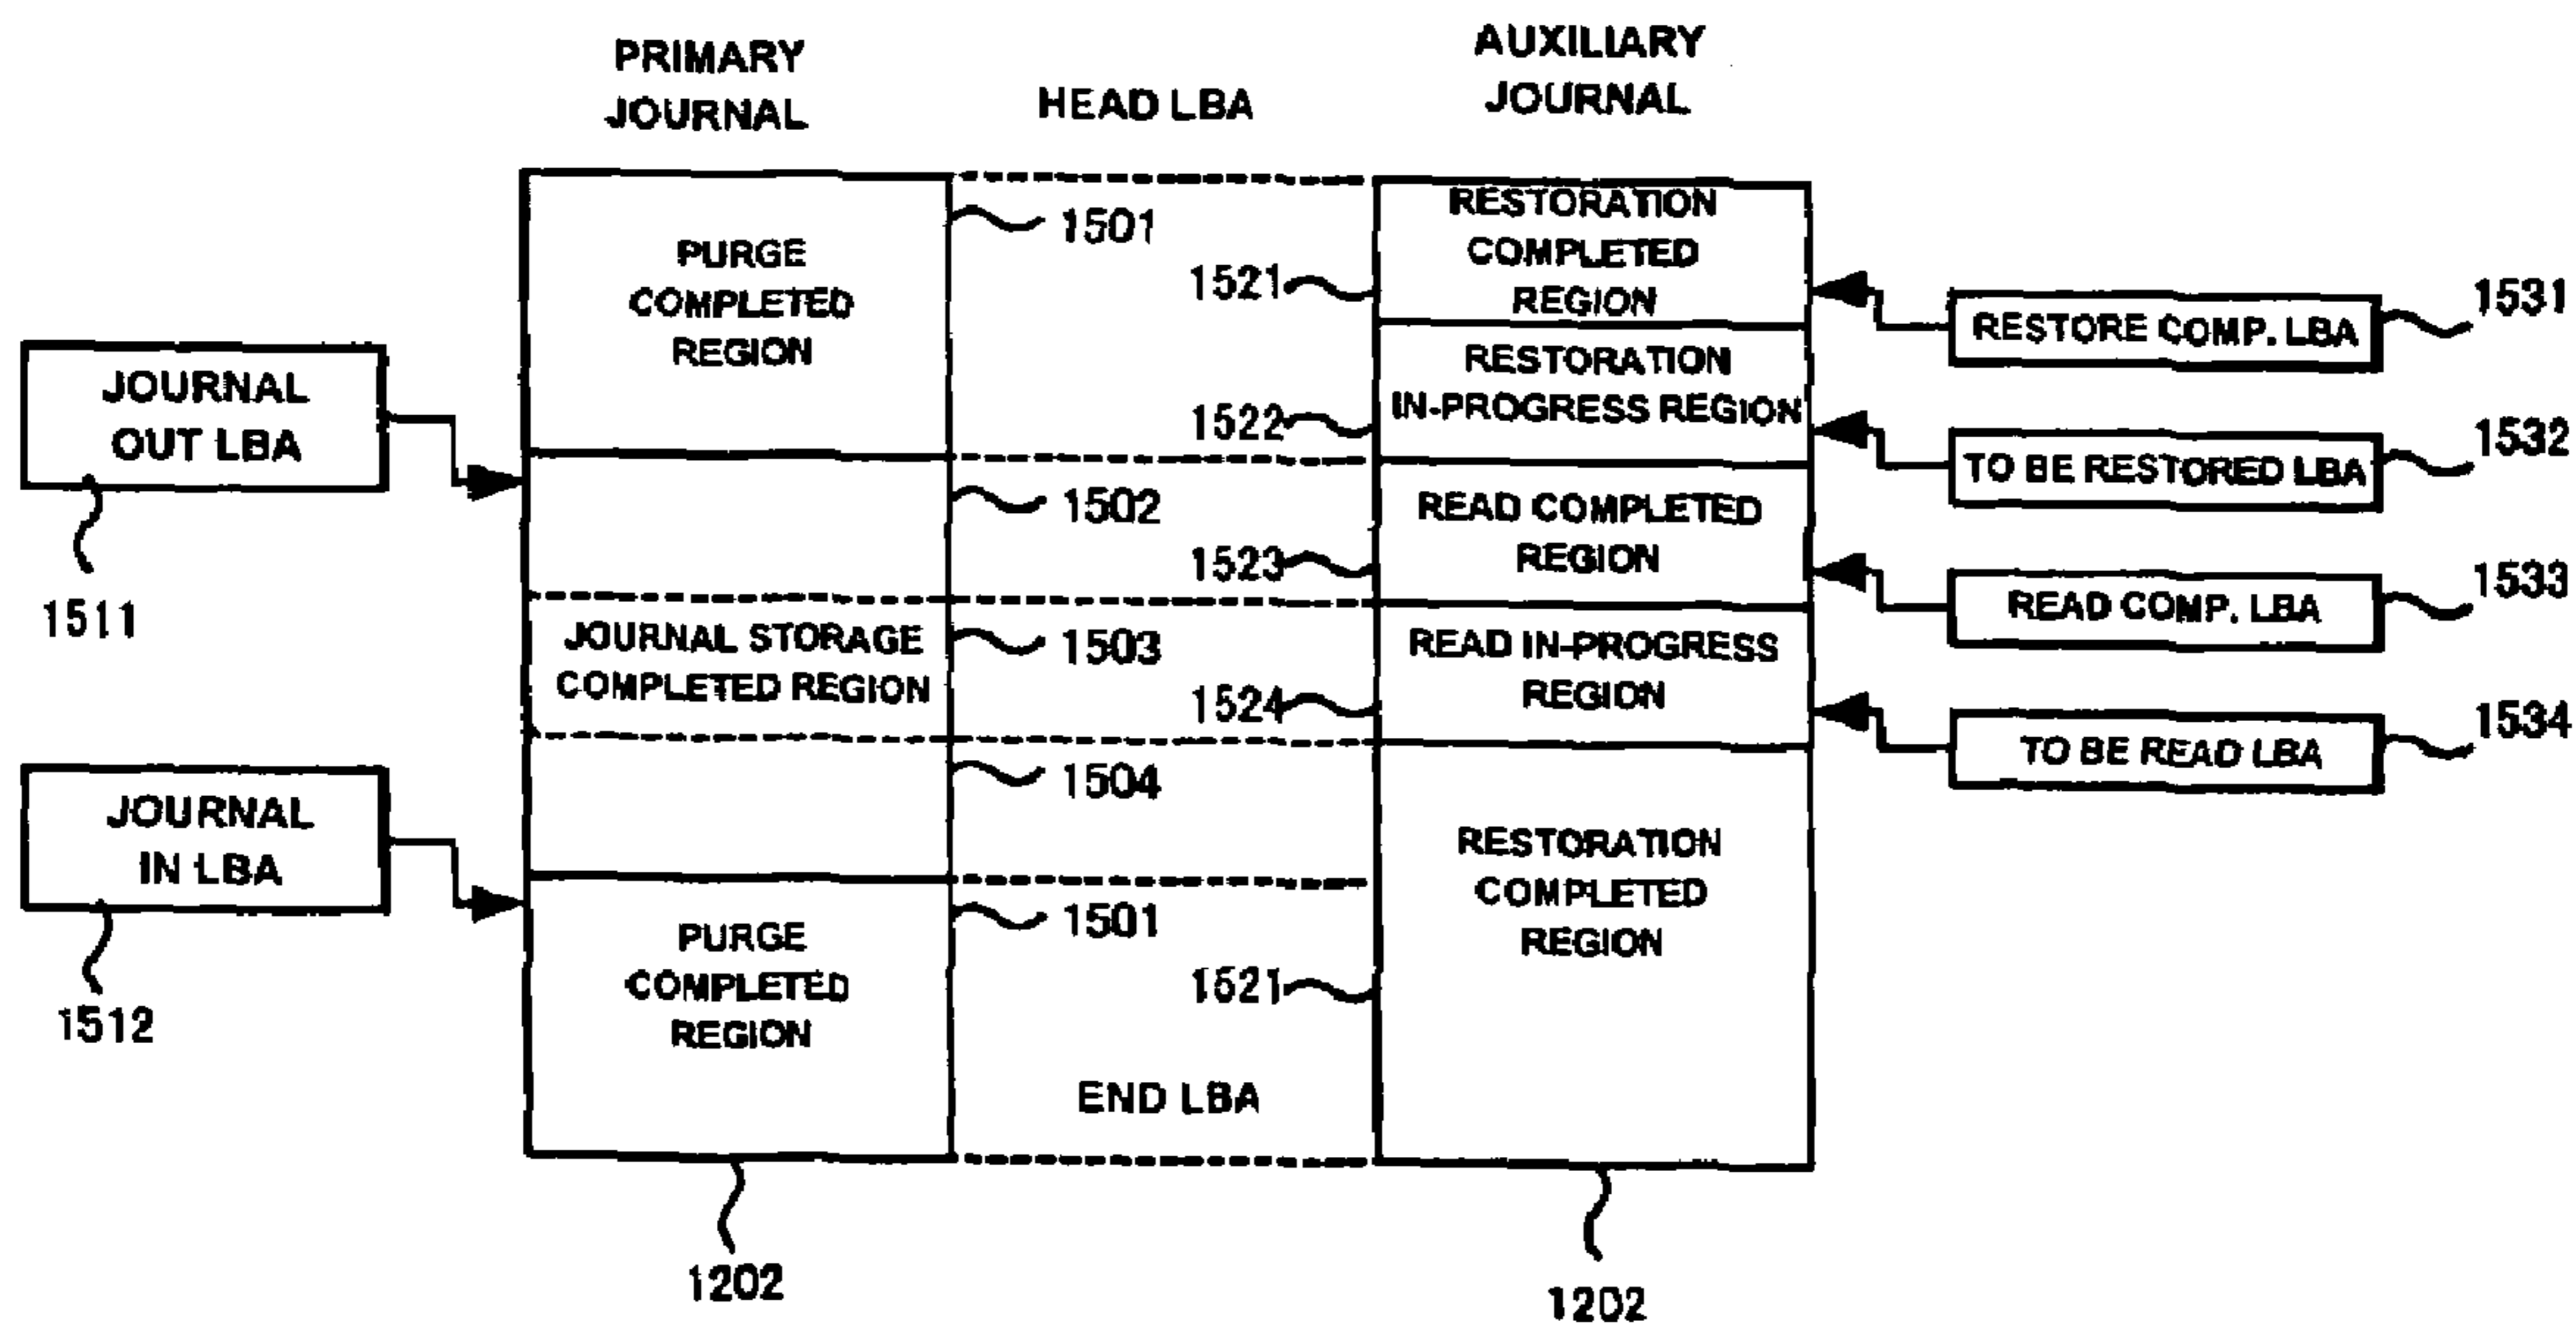 PRIMARY
JOURNAL
HEAD LBA
AUXILIARY
JOURNAL
PURGE
COMPLETED
REGION
1501
1502
JOURNAL STORAGE
COMPLETED REGION
1503
1504
PURGE
COMPLETED
REGION
1501
END LBA
1202
JOURNAL
OUT LBA
1511
JOURNAL
IN LBA
1512
RESTORATION
COMPLETED
REGION
1521
RESTORATION
IN-PROGRESS REGION
1522
READ COMPLETED
REGION
1523
READ IN-PROGRESS
REGION
1524
RESTORATION
COMPLETED
REGION
1521
1202
RESTORE COMP. LBA
1531
TO BE RESTORED LBA
1532
READ COMP. LBA
1533
TO BE READ LBA
1534